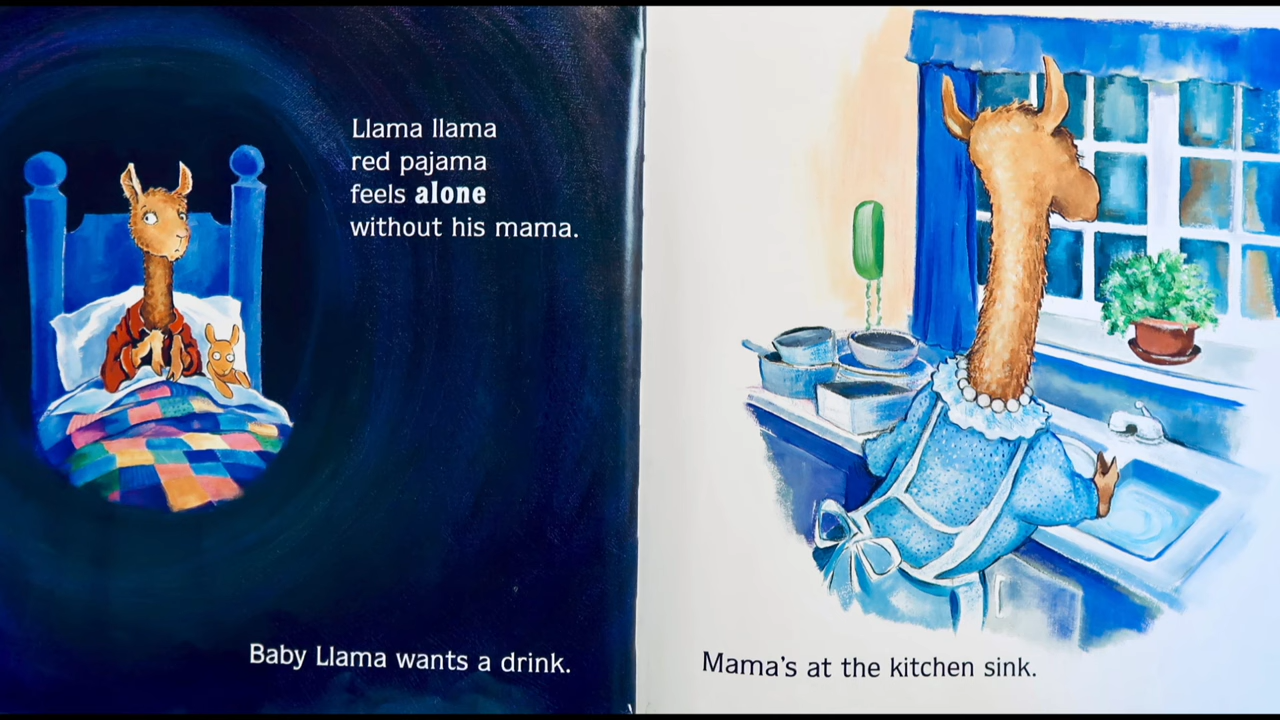 Llama llama
red pajama
feels alone
without his mama.
Baby Llama wants a drink.
Mama's at the kitchen sink.